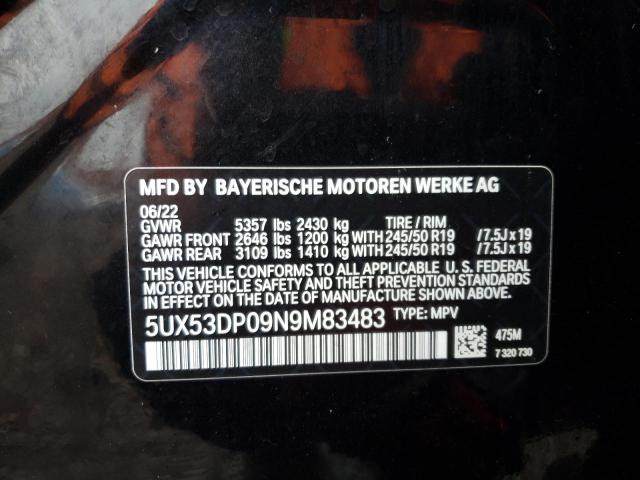 MFD BY BAYERISCHE MOTOREN WERKE AG
06/22
GVWR 5357 lbs 2430 kg TIRE / RIM
GAWR FRONT 2646 lbs 1200 kg WITH 245/50 R19 /7.5J x 19
GAWR REAR 3109 lbs 1410 kg WITH 245/50 R19 /7.5J x 19
THIS VEHICLE CONFORMS TO ALL APPLICABLE U. S. FEDERAL
MOTOR VEHICLE SAFETY AND THEFT PREVENTION
STANDARDS IN EFFECT ON THE DATE OF MANUFACTURE SHOWN ABOVE.
5UX53DP09N9M83483 TYPE: MPV
475M
7 320 730